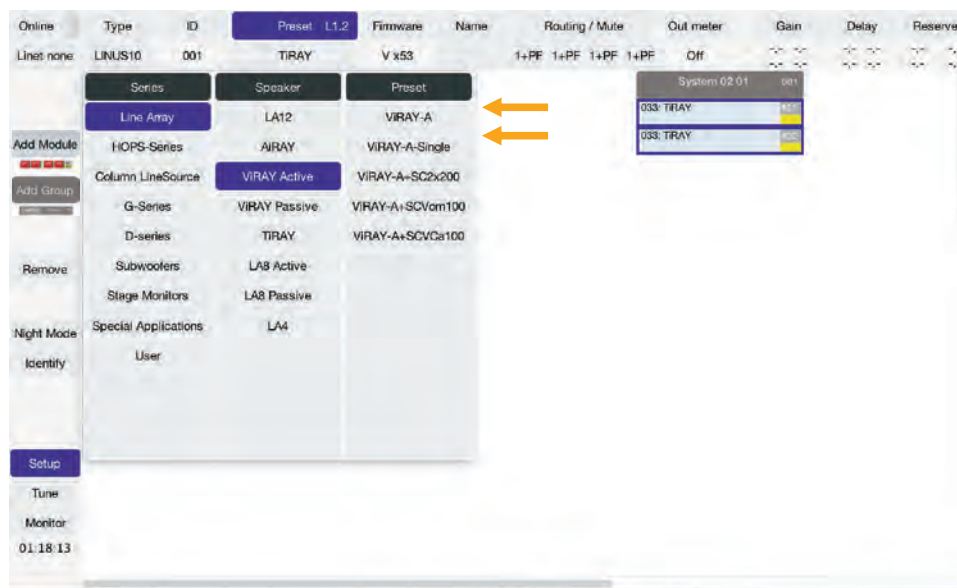 Online Type ID Preset L1.2 Firmware Name Routing / Mute Out meter Gain Delay Reserve
Linet none LINUS10 001 TiRAY V x53 1+PF 1+PF 1+PF 1+PF Off
Series Speaker Preset System 02 01 001
Line Array LA12 ViRAY-A 033: TiRAY
Add Module HOPS-Series AiRAY ViRAY-A-Single 033: TiRAY
Add Group Column LineSource ViRAY Active ViRAY-A+SC2x200
G-Series ViRAY Passive ViRAY-A+SCVom100
D-series TiRAY ViRAY-A+SCVCa100
Remove Subwoofers LA8 Active
Stage Monitors LA8 Passive
Night Mode Special Applications LA4
Identify User
Setup
Tune
Monitor
01:18:13